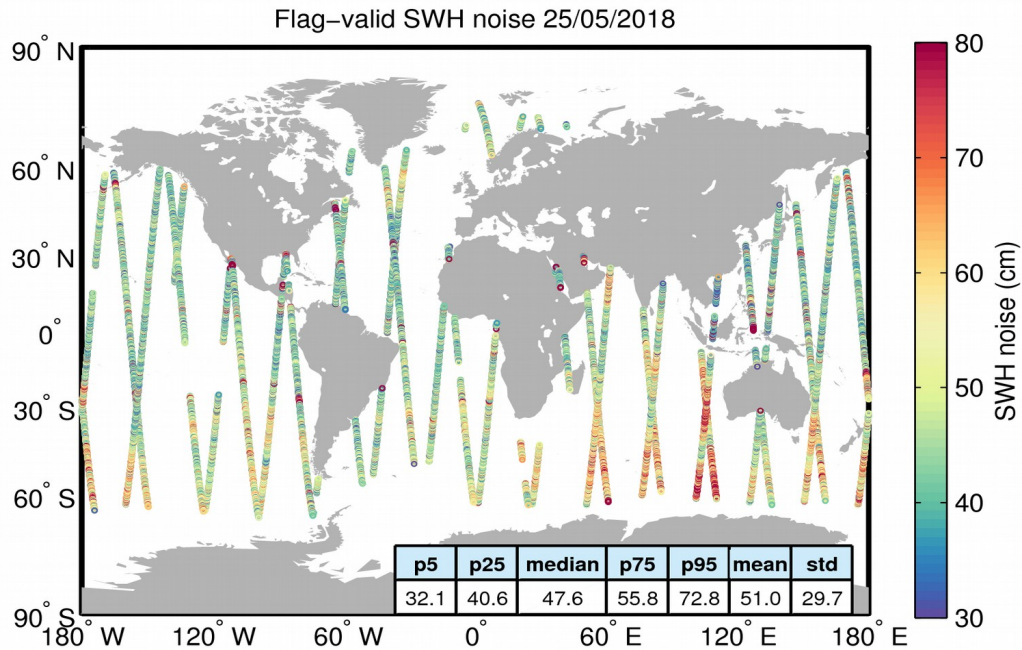 Flag−valid SWH noise 25/05/2018
90° N
60° N
30° N
0°
30° S
60° S
90° S
180° W
120° W
60° W
0°
60° E
120° E
180° E
80
70
60
50
40
30
SWH noise (cm)
p5 p25 median p75 p95 mean std
32.1 40.6 47.6 55.8 72.8 51.0 29.7